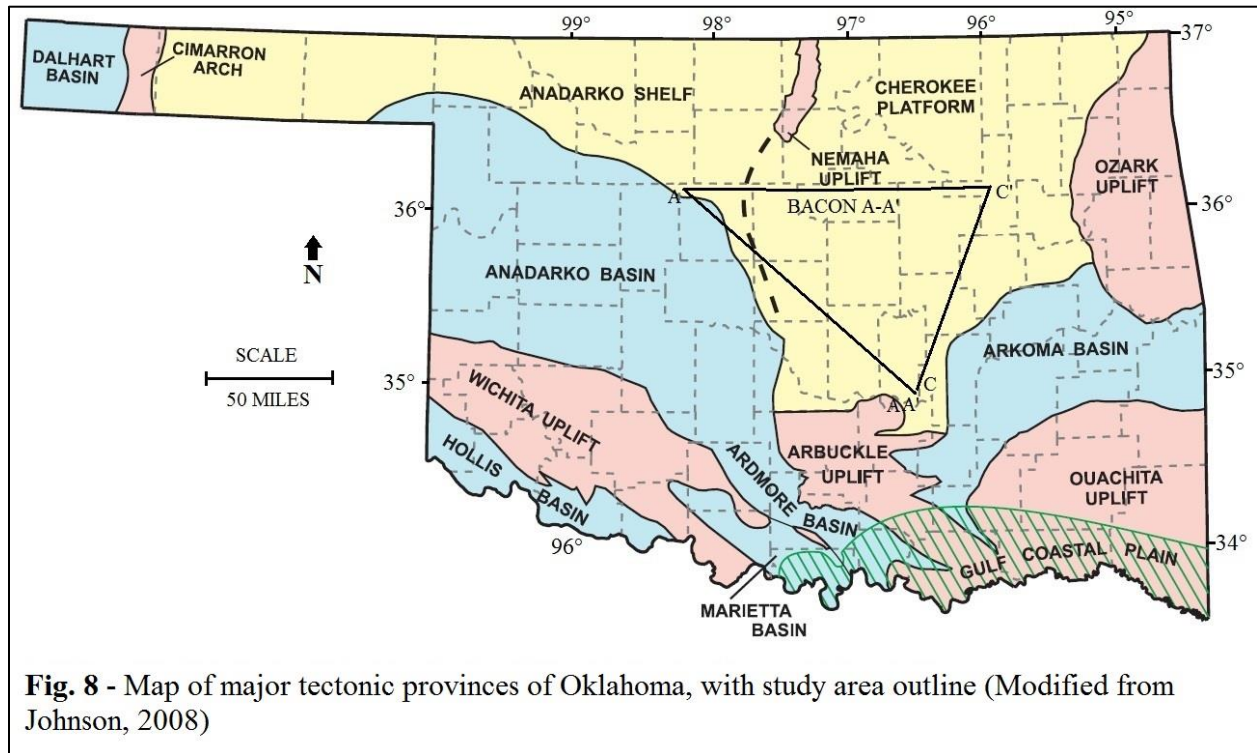 99°
98°
97°
96°
95°
37°
DALHART
BASIN
CIMARRON
ARCH
ANADARKO SHELF
CHEROKEE
PLATFORM
NEMAHA
UPLIFT
OZARK
UPLIFT
A
BACON A-A'
C'
36°
36°
N
ANADARKO BASIN
SCALE
50 MILES
35°
ARKOMA BASIN
35°
C
A A'
WICHITA UPLIFT
HOLLIS
BASIN
ARDMORE
BASIN
ARBUCKLE
UPLIFT
OUACHITA
UPLIFT
96°
34°
GULF COASTAL PLAIN
MARIETTA
BASIN
Fig. 8 - Map of major tectonic provinces of Oklahoma, with study area outline (Modified from
Johnson, 2008)